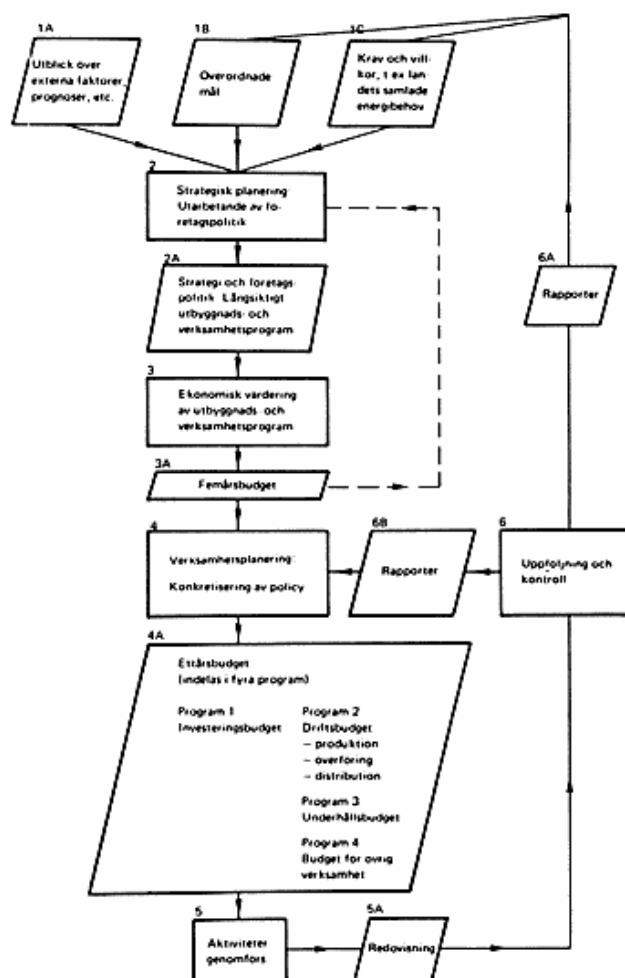 1A
Utblick över
externa faktorer,
prognoser, etc.
1B
Överordnade
mål
1C
Krav och vill-
kor, t ex lan-
dets samlade
energibehov
2
Strategisk planering:
Utarbetande av fö-
retagspolitik
2A
Strategi och företags-
politik. Långsiktigt
utbyggnads- och
verksamhetsprogram
6A
Rapporter
3
Ekonomisk värdering
av utbyggnads- och
verksamhetsprogram
3A
Femårsbudget
4
Verksamhetsplanering:
Konkretisering av policy
6B
Rapporter
6
Uppföljning och
kontroll
4A
Ettårsbudget
(indelas i fyra program)
Program 1
Investeringsbudget
Program 2
Driftsbudget
– produktion
– överföring
– distribution
Program 3
Underhållsbudget
Program 4
Budget för övrig
verksamhet
5
Aktiviteter
genomförs
5A
Redovisning